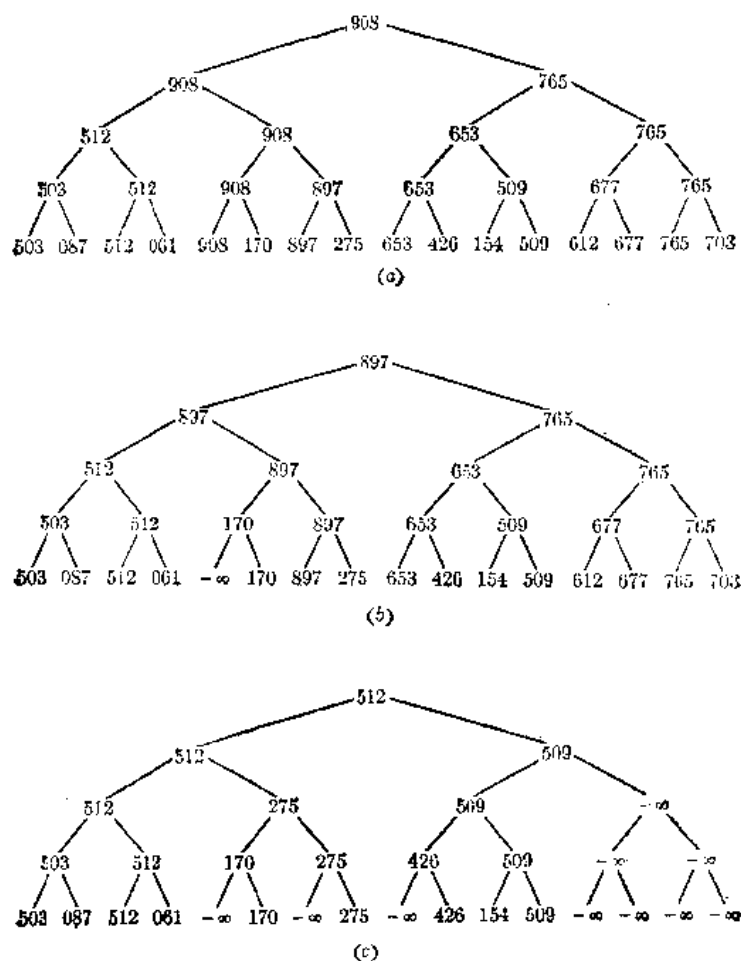 908
908 765
512 908 653 765
503 512 908 897 653 509 677 765
503 087 512 061 908 170 897 275 653 426 154 509 612 677 765 703
(a)
897
897 765
512 897 653 765
503 512 170 897 653 509 677 765
503 087 512 061 -∞ 170 897 275 653 426 154 509 612 677 765 703
(b)
512
512 509
512 275 509 -∞
503 512 170 275 426 509 -∞ -∞
503 087 512 061 -∞ 170 -∞ 275 -∞ 426 154 509 -∞ -∞ -∞ -∞
(c)